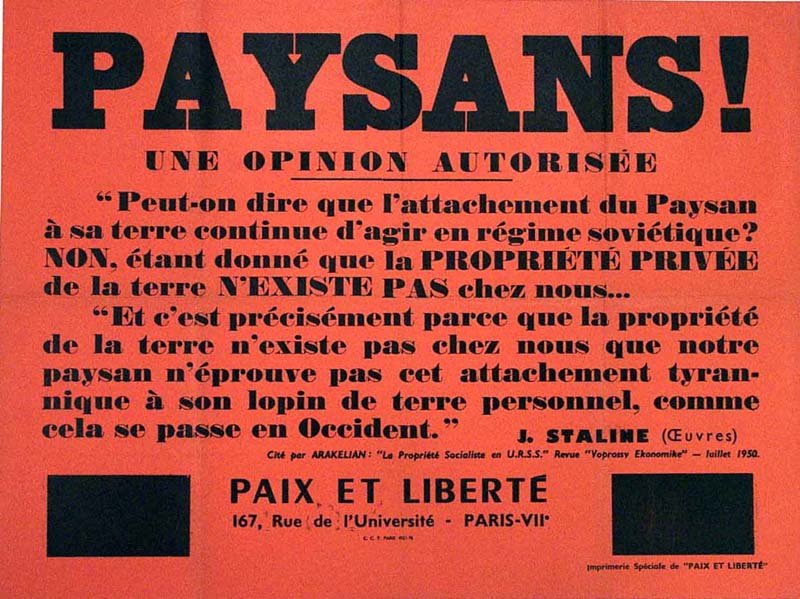 PAYSANS!
UNE OPINION AUTORISÉE
“Peut-on dire que l'attachement du Paysan
à sa terre continue d'agir en régime soviétique?
NON, étant donné que la PROPRIÉTÉ PRIVÉE
de la terre N'EXISTE PAS chez nous...
“Et c'est précisément parce que la propriété
de la terre n'existe pas chez nous que notre
paysan n'éprouve pas cet attachement tyran-
nique à son lopin de terre personnel, comme
cela se passe en Occident.”
J. STALINE (Œuvres)
Cité par ARAKELIAN: "La Propriété Socialiste en U.R.S.S." Revue "Voprossy Ekonomike" — Juillet 1950.
PAIX ET LIBERTÉ
167, Rue de l'Université - PARIS-VIIe
C. C. P. PARIS
Imprimerie Spéciale de "PAIX ET LIBERTÉ"